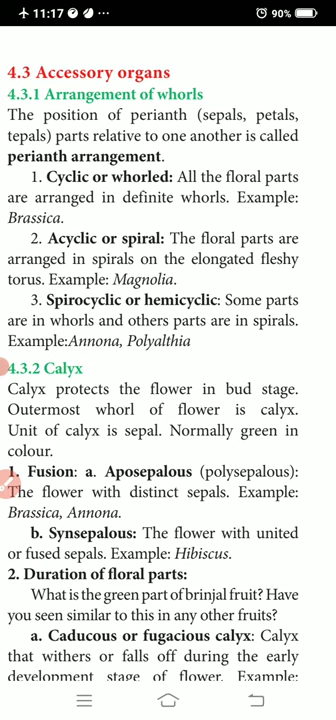 11:17 ... 90%
4.3 Accessory organs
4.3.1 Arrangement of whorls
The position of perianth (sepals, petals,
tepals) parts relative to one another is called
perianth arrangement.
1. Cyclic or whorled: All the floral parts
are arranged in definite whorls. Example:
Brassica.
2. Acyclic or spiral: The floral parts are
arranged in spirals on the elongated fleshy
torus. Example: Magnolia.
3. Spirocyclic or hemicyclic: Some parts
are in whorls and others parts are in spirals.
Example:Annona, Polyalthia
4.3.2 Calyx
Calyx protects the flower in bud stage.
Outermost whorl of flower is calyx.
Unit of calyx is sepal. Normally green in
colour.
1. Fusion: a. Aposepalous (polysepalous):
The flower with distinct sepals. Example:
Brassica, Annona.
b. Synsepalous: The flower with united
or fused sepals. Example: Hibiscus.
2. Duration of floral parts:
What is the green part of brinjal fruit? Have
you seen similar to this in any other fruits?
a. Caducous or fugacious calyx: Calyx
that withers or falls off during the early
development stage of flower. Example: